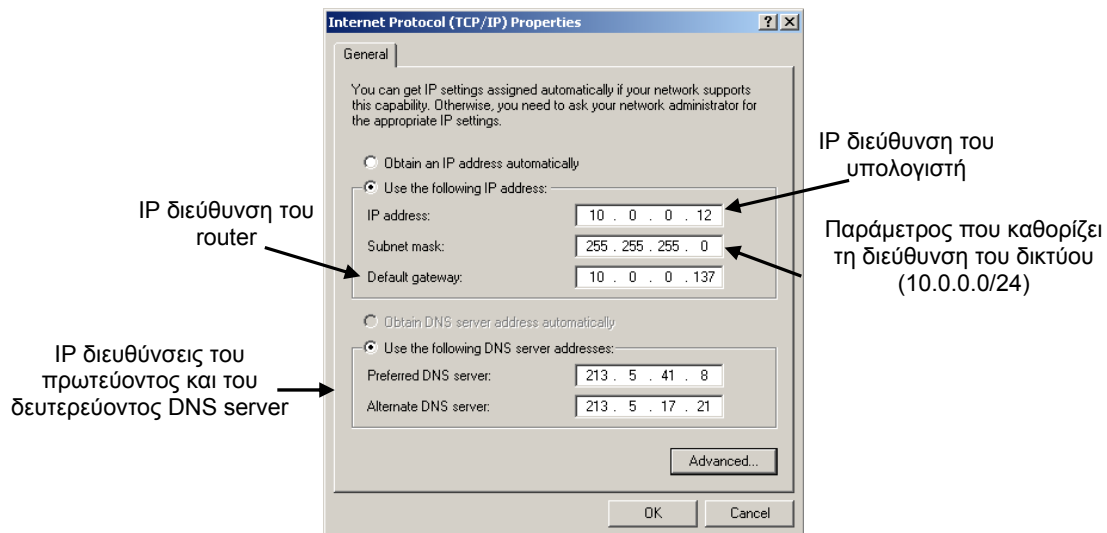 Internet Protocol (TCP/IP) Properties
General
You can get IP settings assigned automatically if your network supports
this capability. Otherwise, you need to ask your network administrator for
the appropriate IP settings.
Obtain an IP address automatically
Use the following IP address:
IP address: 10 . 0 . 0 . 12
Subnet mask: 255 . 255 . 255 . 0
Default gateway: 10 . 0 . 0 . 137
Obtain DNS server address automatically
Use the following DNS server addresses:
Preferred DNS server: 213 . 5 . 41 . 8
Alternate DNS server: 213 . 5 . 17 . 21
Advanced...
OK
Cancel
IP διεύθυνση του
υπολογιστή
Παράμετρος που καθορίζει
τη διεύθυνση του δικτύου
(10.0.0.0/24)
IP διεύθυνση του
router
IP διευθύνσεις του
πρωτεύοντος και του
δευτερεύοντος DNS server